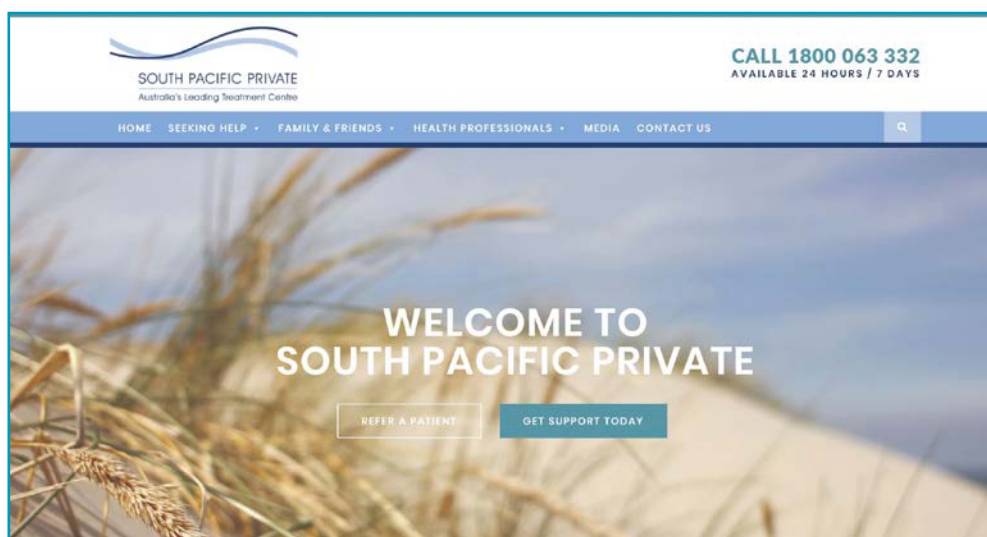 SOUTH PACIFIC PRIVATE
Australia's Leading Treatment Centre
CALL 1800 063 332
AVAILABLE 24 HOURS / 7 DAYS
HOME SEEKING HELP FAMILY & FRIENDS HEALTH PROFESSIONALS MEDIA CONTACT US
WELCOME TO
SOUTH PACIFIC PRIVATE
REFER A PATIENT GET SUPPORT TODAY